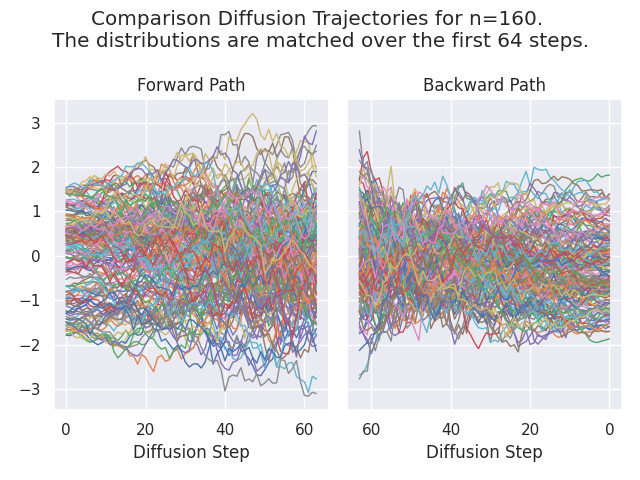 Comparison Diffusion Trajectories for n=160.
The distributions are matched over the first 64 steps.
Forward Path
Backward Path
3
2
1
0
−1
−2
−3
0 20 40 60
60 40 20 0
Diffusion Step
Diffusion Step